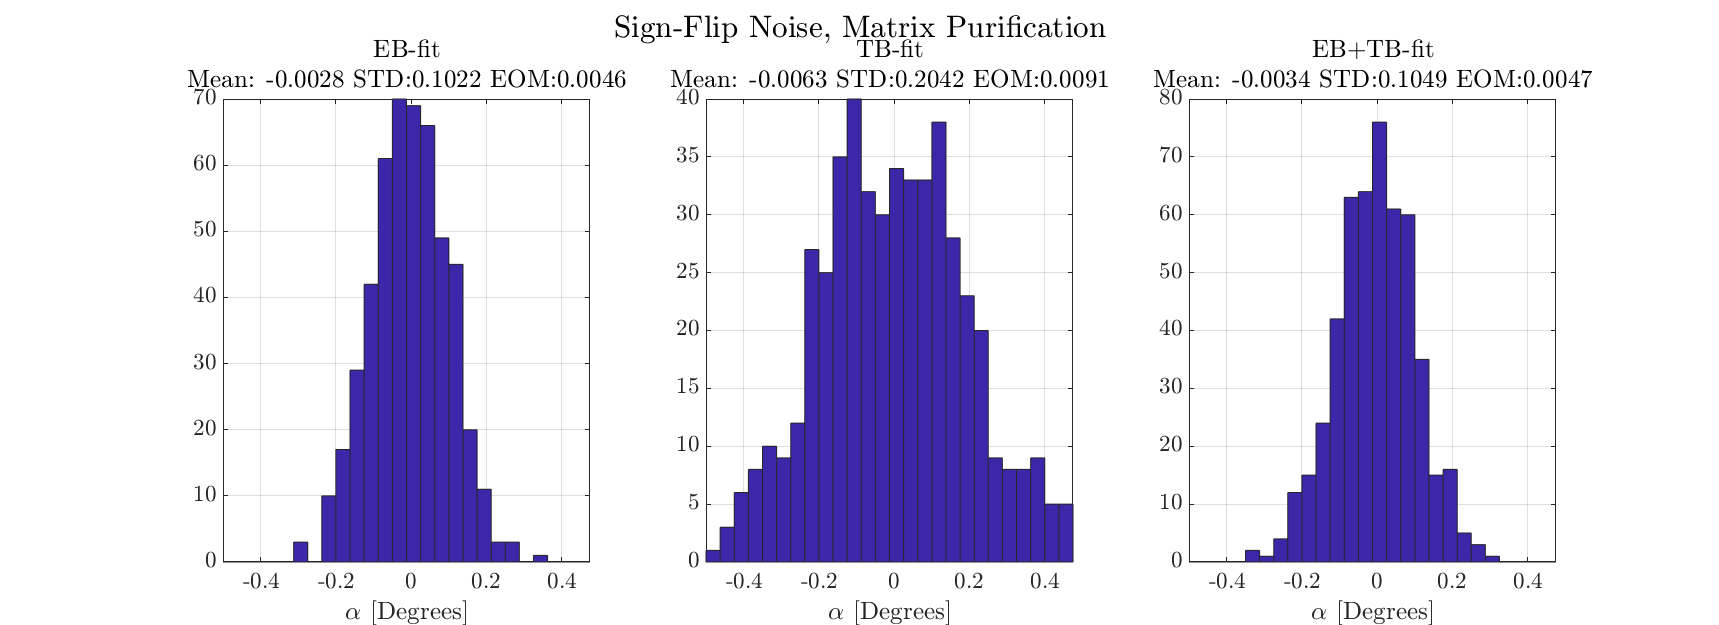 Sign-Flip Noise, Matrix Purification
EB-fit
Mean: -0.0028 STD:0.1022 EOM:0.0046
70
60
50
40
30
20
10
0
-0.4 -0.2 0 0.2 0.4
α [Degrees]
TB-fit
Mean: -0.0063 STD:0.2042 EOM:0.0091
40
35
30
25
20
15
10
5
0
-0.4 -0.2 0 0.2 0.4
α [Degrees]
EB+TB-fit
Mean: -0.0034 STD:0.1049 EOM:0.0047
80
70
60
50
40
30
20
10
0
-0.4 -0.2 0 0.2 0.4
α [Degrees]